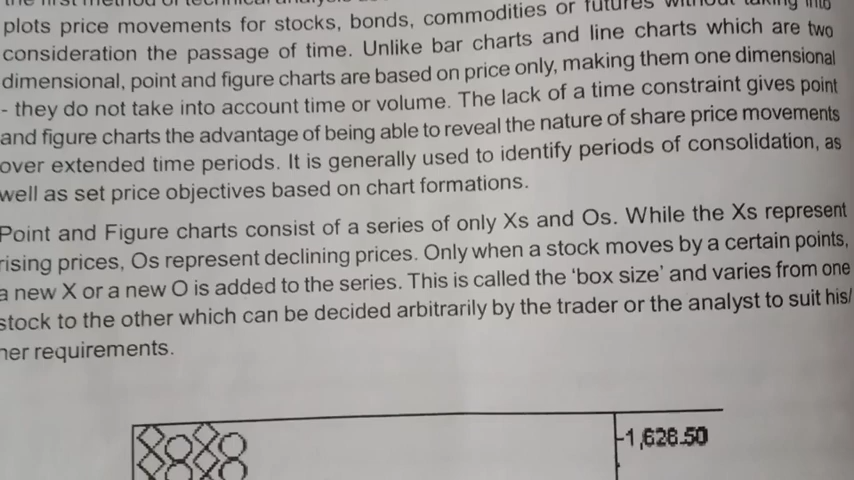 plots price movements for stocks, bonds, commodities or futures without taking into
consideration the passage of time. Unlike bar charts and line charts which are two
dimensional, point and figure charts are based on price only, making them one dimensional
- they do not take into account time or volume. The lack of a time constraint gives point
and figure charts the advantage of being able to reveal the nature of share price movements
over extended time periods. It is generally used to identify periods of consolidation, as
well as set price objectives based on chart formations.
Point and Figure charts consist of a series of only Xs and Os. While the Xs represent
rising prices, Os represent declining prices. Only when a stock moves by a certain points,
a new X or a new O is added to the series. This is called the ‘box size’ and varies from one
stock to the other which can be decided arbitrarily by the trader or the analyst to suit his/
her requirements.
1,628.50